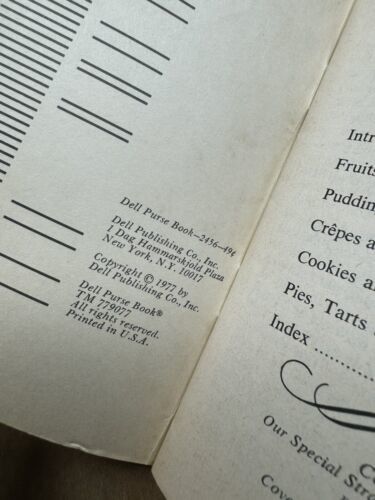 Dell Purse Book—2456-49¢
Dell Publishing Co., Inc.
1 Dag Hammarskjold Plaza
New York, N.Y. 10017
Copyright © 1977 by
Dell Publishing Co., Inc.
Dell Purse Book®
TM 779077
All rights reserved.
Printed in U.S.A.
Intr
Fruits
Puddin
Crêpes a
Cookies a
Pies, Tarts
Index ..............
Our Special Str
Cove